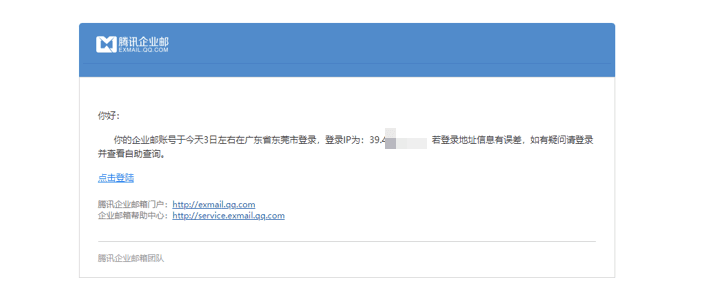 腾讯企业邮
EXMAIL.QQ.COM
你好：
你的企业邮账号于今天3日左右在广东省东莞市登录，登录IP为：39.4 若登录地址信息有误差，如有疑问请登录
并查看自助查询。
点击登陆
腾讯企业邮箱门户：http://exmail.qq.com
企业邮箱帮助中心：http://service.exmail.qq.com
腾讯企业邮箱团队